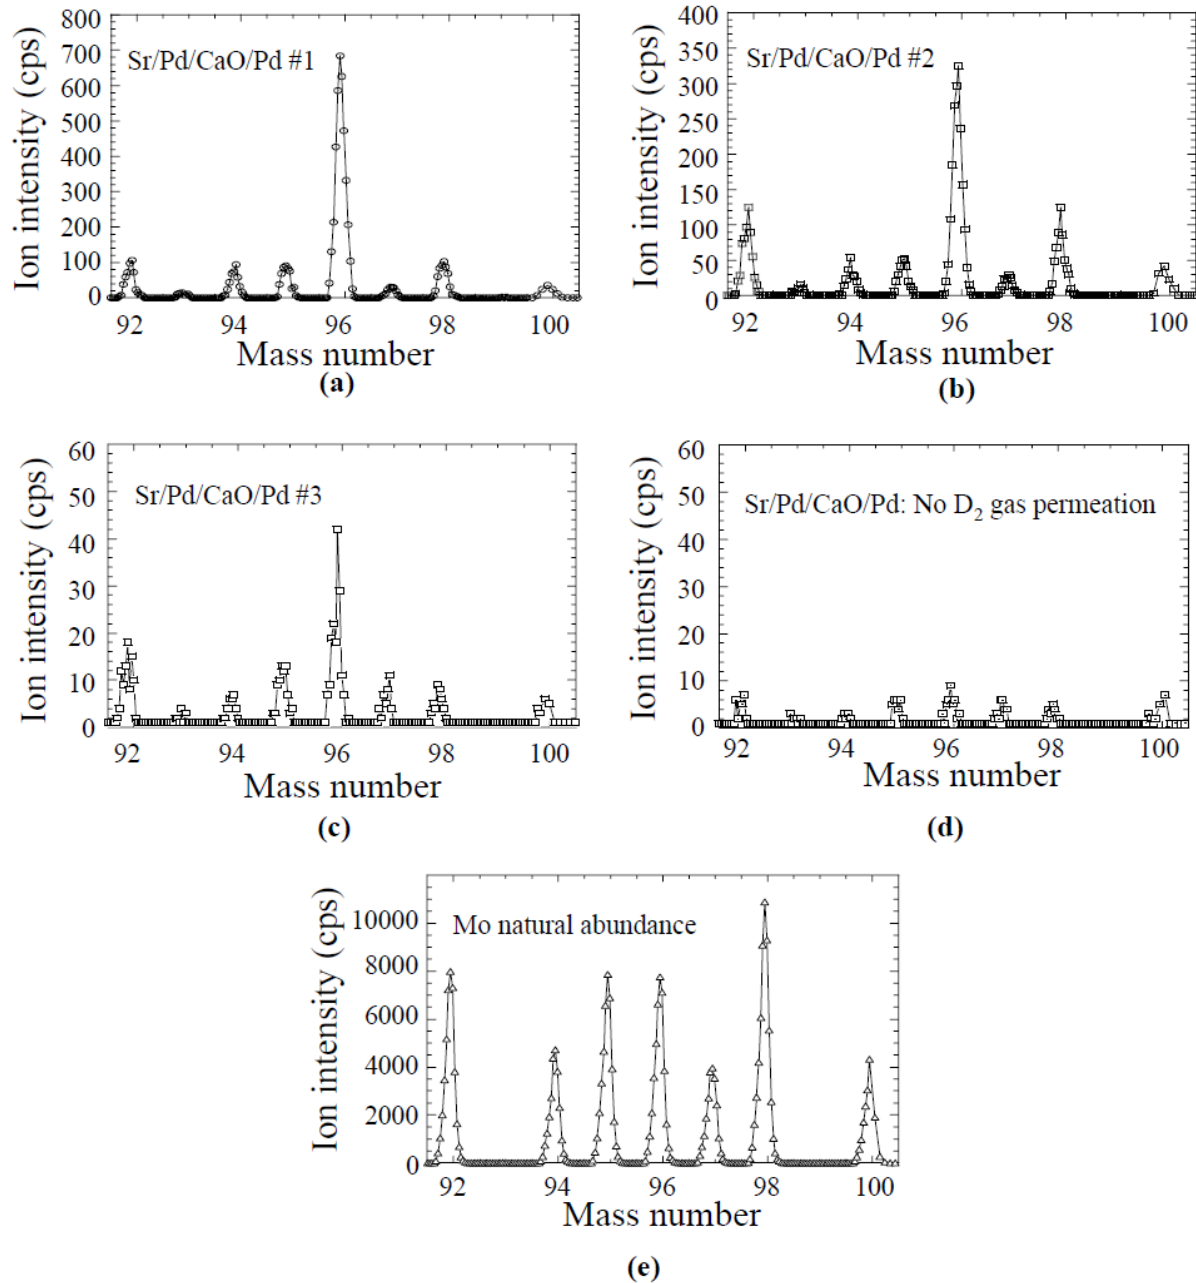 Ion intensity (cps)
800
700
600
500
400
300
200
100
0
Sr/Pd/CaO/Pd #1
92 94 96 98 100
Mass number
(a)
Ion intensity (cps)
400
350
300
250
200
150
100
50
0
Sr/Pd/CaO/Pd #2
92 94 96 98 100
Mass number
(b)
Ion intensity (cps)
60
50
40
30
20
10
0
Sr/Pd/CaO/Pd #3
92 94 96 98 100
Mass number
(c)
Ion intensity (cps)
60
50
40
30
20
10
0
Sr/Pd/CaO/Pd: No D₂ gas permeation
92 94 96 98 100
Mass number
(d)
Ion intensity (cps)
10000
8000
6000
4000
2000
0
Mo natural abundance
92 94 96 98 100
Mass number
(e)